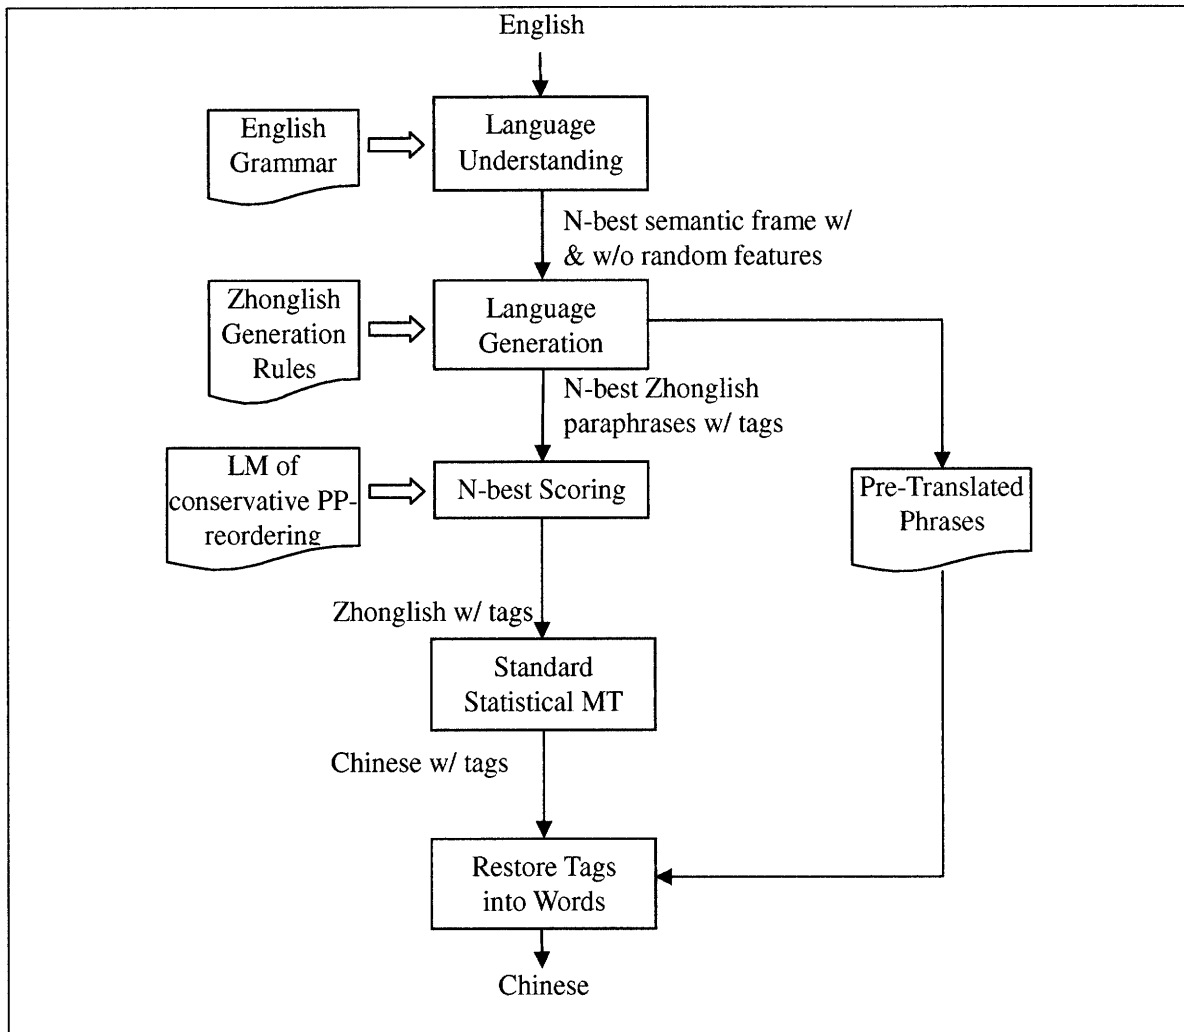 English
English
Grammar
Language
Understanding
N-best semantic frame w/
& w/o random features
Zhonglish
Generation
Rules
Language
Generation
N-best Zhonglish
paraphrases w/ tags
LM of
conservative PP-
reordering
N-best Scoring
Pre-Translated
Phrases
Zhonglish w/ tags
Standard
Statistical MT
Chinese w/ tags
Restore Tags
into Words
Chinese